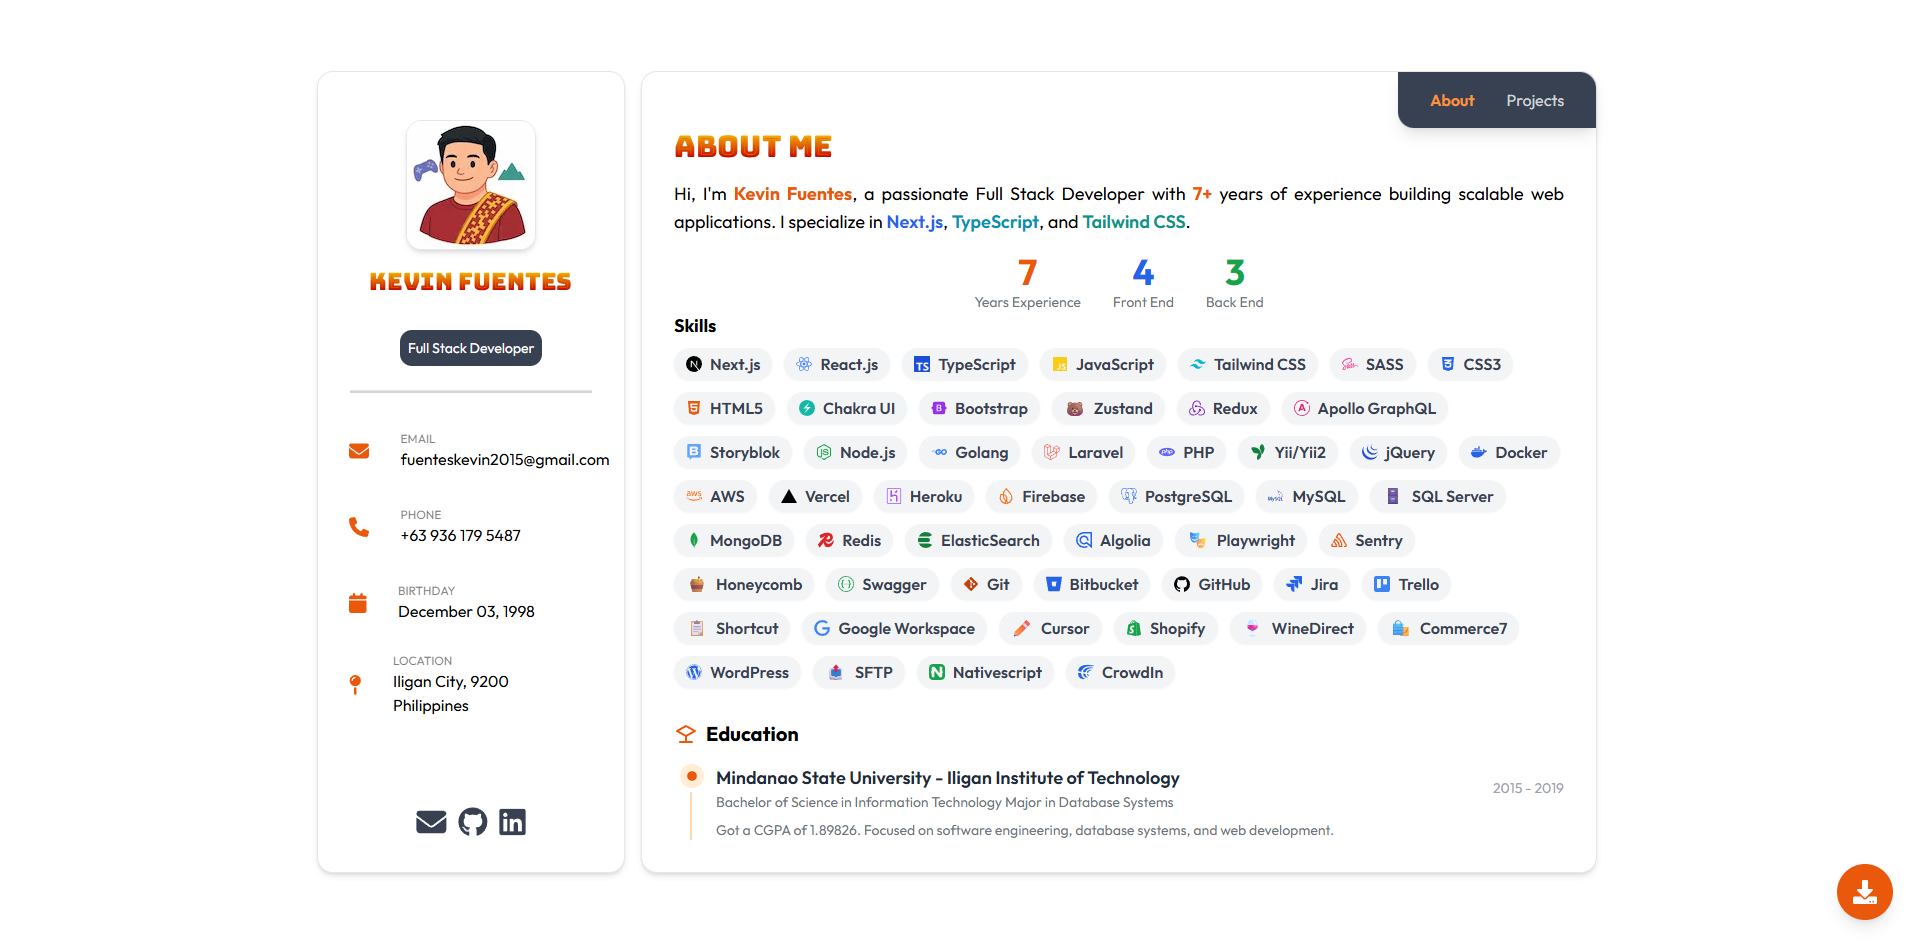 KEVIN FUENTES
Full Stack Developer
EMAIL
fuenteskevin2015@gmail.com
PHONE
+63 936 179 5487
BIRTHDAY
December 03, 1998
LOCATION
Iligan City, 9200
Philippines
About Projects
ABOUT ME
Hi, I'm Kevin Fuentes, a passionate Full Stack Developer with 7+ years of experience building scalable web
applications. I specialize in Next.js, TypeScript, and Tailwind CSS.
7 4 3
Years Experience Front End Back End
Skills
Next.js React.js TypeScript JavaScript Tailwind CSS SASS CSS3
HTML5 Chakra UI Bootstrap Zustand Redux Apollo GraphQL
Storyblok Node.js Golang Laravel PHP Yii/Yii2 jQuery Docker
AWS Vercel Heroku Firebase PostgreSQL MySQL SQL Server
MongoDB Redis ElasticSearch Algolia Playwright Sentry
Honeycomb Swagger Git Bitbucket GitHub Jira Trello
Shortcut Google Workspace Cursor Shopify WineDirect Commerce7
WordPress SFTP Nativescript CrowdIn
Education
Mindanao State University - Iligan Institute of Technology
2015 - 2019
Bachelor of Science in Information Technology Major in Database Systems
Got a CGPA of 1.89826. Focused on software engineering, database systems, and web development.